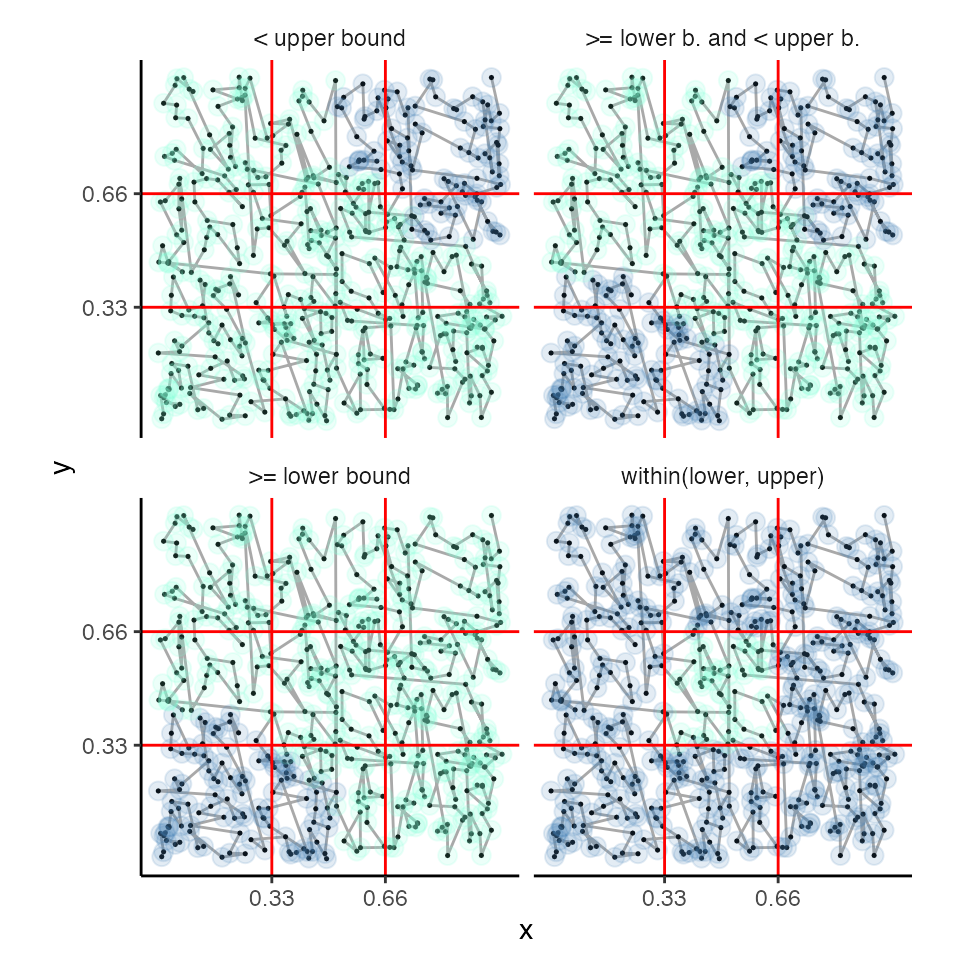 < upper bound
>= lower b. and < upper b.
0.66
0.33
y
>= lower bound
within(lower, upper)
0.66
0.33
0.33
0.66
0.33
0.66
x